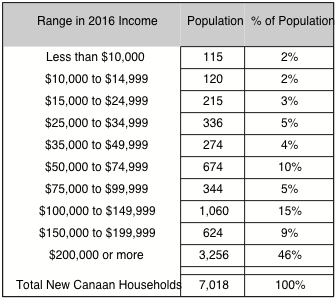 Range in 2016 Income Population % of Population
Less than $10,000 115 2%
$10,000 to $14,999 120 2%
$15,000 to $24,999 215 3%
$25,000 to $34,999 336 5%
$35,000 to $49,999 274 4%
$50,000 to $74,999 674 10%
$75,000 to $99,999 344 5%
$100,000 to $149,999 1,060 15%
$150,000 to $199,999 624 9%
$200,000 or more 3,256 46%
Total New Canaan Households 7,018 100%